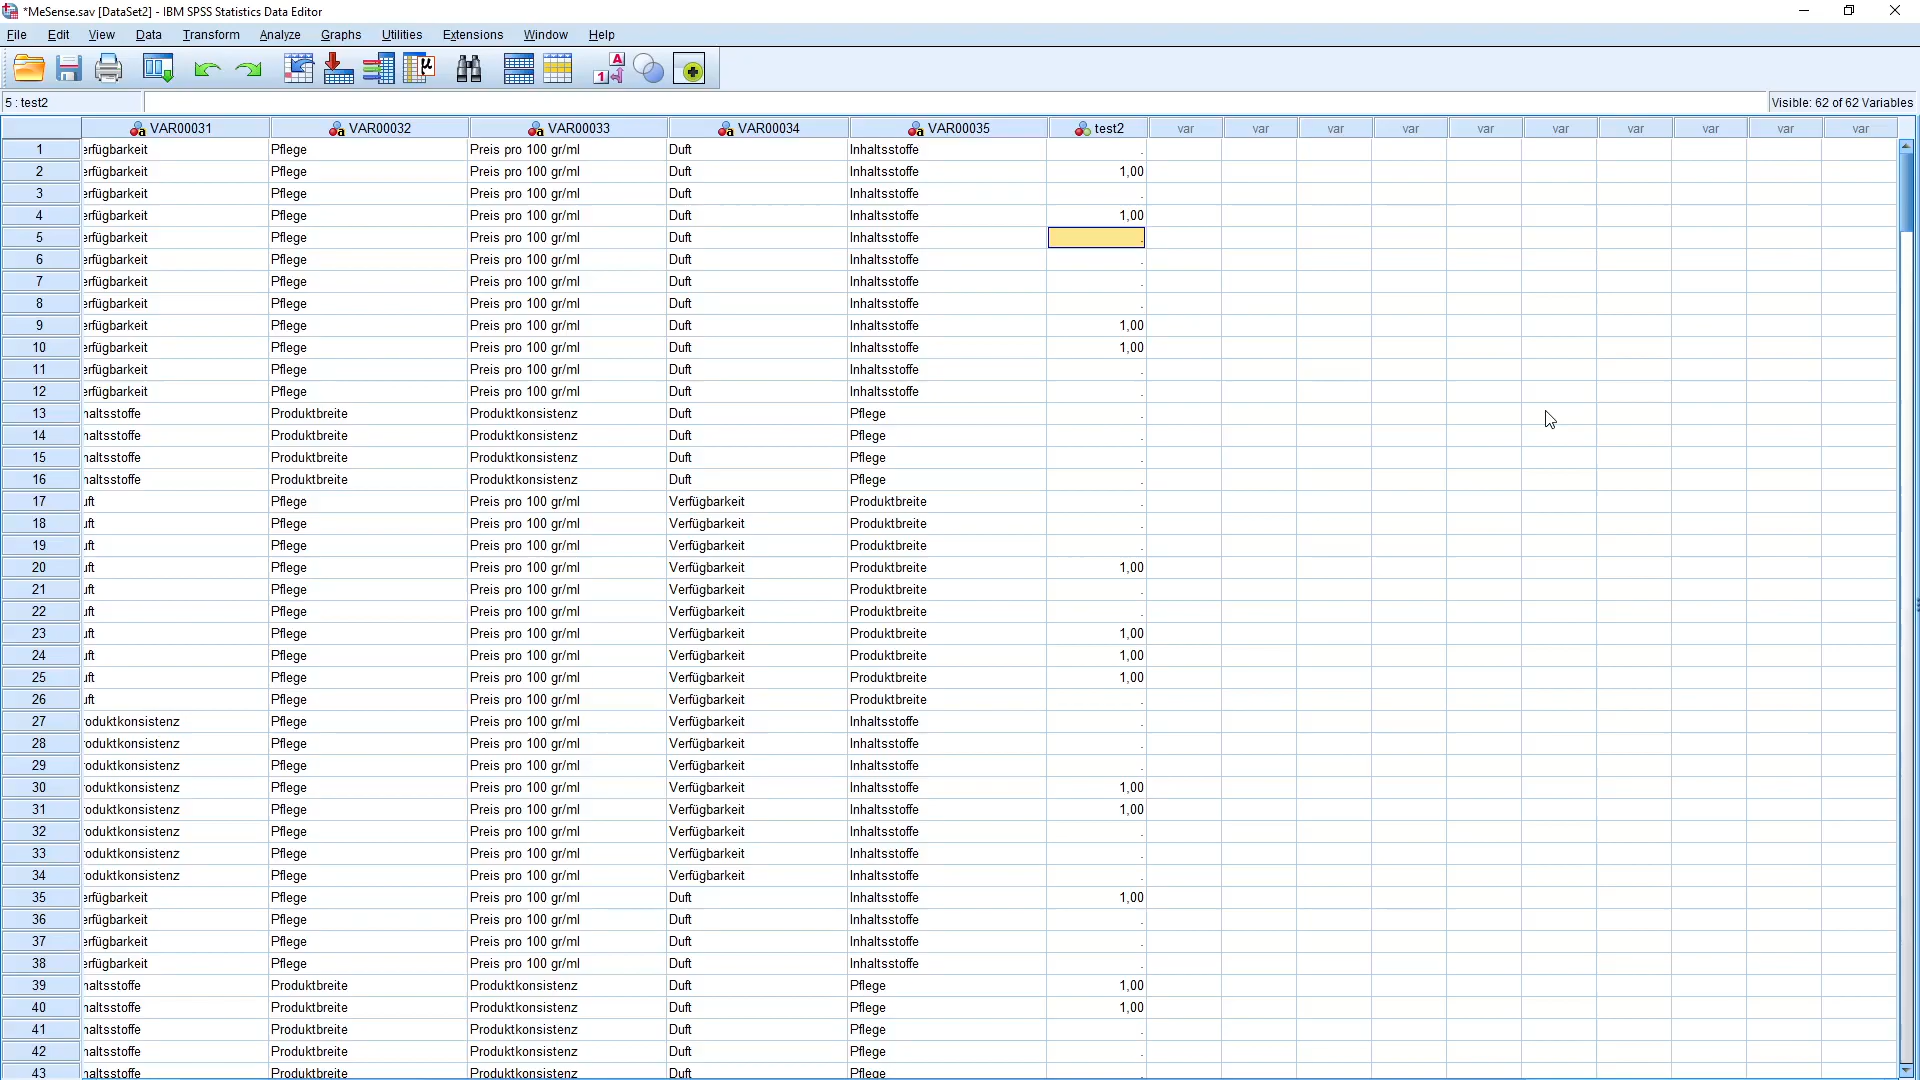 *MeSense.sav [DataSet2] - IBM SPSS Statistics Data Editor
File Edit View Data Transform Analyze Graphs Utilities Extensions Window Help
5 : test2 Visible: 62 of 62 Variables
VAR00031 VAR00032 VAR00033 VAR00034 VAR00035 test2 var var var var var var var var var var
1 erfügbarkeit Pflege Preis pro 100 gr/ml Duft Inhaltsstoffe .
2 erfügbarkeit Pflege Preis pro 100 gr/ml Duft Inhaltsstoffe 1,00
3 erfügbarkeit Pflege Preis pro 100 gr/ml Duft Inhaltsstoffe .
4 erfügbarkeit Pflege Preis pro 100 gr/ml Duft Inhaltsstoffe 1,00
5 erfügbarkeit Pflege Preis pro 100 gr/ml Duft Inhaltsstoffe .
6 erfügbarkeit Pflege Preis pro 100 gr/ml Duft Inhaltsstoffe .
7 erfügbarkeit Pflege Preis pro 100 gr/ml Duft Inhaltsstoffe .
8 erfügbarkeit Pflege Preis pro 100 gr/ml Duft Inhaltsstoffe .
9 erfügbarkeit Pflege Preis pro 100 gr/ml Duft Inhaltsstoffe 1,00
10 erfügbarkeit Pflege Preis pro 100 gr/ml Duft Inhaltsstoffe 1,00
11 erfügbarkeit Pflege Preis pro 100 gr/ml Duft Inhaltsstoffe .
12 erfügbarkeit Pflege Preis pro 100 gr/ml Duft Inhaltsstoffe .
13 haltsstoffe Produktbreite Produktkonsistenz Duft Pflege .
14 haltsstoffe Produktbreite Produktkonsistenz Duft Pflege .
15 haltsstoffe Produktbreite Produktkonsistenz Duft Pflege .
16 haltsstoffe Produktbreite Produktkonsistenz Duft Pflege .
17 uft Pflege Preis pro 100 gr/ml Verfügbarkeit Produktbreite .
18 uft Pflege Preis pro 100 gr/ml Verfügbarkeit Produktbreite .
19 uft Pflege Preis pro 100 gr/ml Verfügbarkeit Produktbreite .
20 uft Pflege Preis pro 100 gr/ml Verfügbarkeit Produktbreite 1,00
21 uft Pflege Preis pro 100 gr/ml Verfügbarkeit Produktbreite .
22 uft Pflege Preis pro 100 gr/ml Verfügbarkeit Produktbreite .
23 uft Pflege Preis pro 100 gr/ml Verfügbarkeit Produktbreite 1,00
24 uft Pflege Preis pro 100 gr/ml Verfügbarkeit Produktbreite 1,00
25 uft Pflege Preis pro 100 gr/ml Verfügbarkeit Produktbreite 1,00
26 uft Pflege Preis pro 100 gr/ml Verfügbarkeit Produktbreite .
27 roduktkonsistenz Pflege Preis pro 100 gr/ml Verfügbarkeit Inhaltsstoffe .
28 roduktkonsistenz Pflege Preis pro 100 gr/ml Verfügbarkeit Inhaltsstoffe .
29 roduktkonsistenz Pflege Preis pro 100 gr/ml Verfügbarkeit Inhaltsstoffe .
30 roduktkonsistenz Pflege Preis pro 100 gr/ml Verfügbarkeit Inhaltsstoffe 1,00
31 roduktkonsistenz Pflege Preis pro 100 gr/ml Verfügbarkeit Inhaltsstoffe 1,00
32 roduktkonsistenz Pflege Preis pro 100 gr/ml Verfügbarkeit Inhaltsstoffe .
33 roduktkonsistenz Pflege Preis pro 100 gr/ml Verfügbarkeit Inhaltsstoffe .
34 roduktkonsistenz Pflege Preis pro 100 gr/ml Verfügbarkeit Inhaltsstoffe .
35 erfügbarkeit Pflege Preis pro 100 gr/ml Duft Inhaltsstoffe 1,00
36 erfügbarkeit Pflege Preis pro 100 gr/ml Duft Inhaltsstoffe .
37 erfügbarkeit Pflege Preis pro 100 gr/ml Duft Inhaltsstoffe .
38 erfügbarkeit Pflege Preis pro 100 gr/ml Duft Inhaltsstoffe .
39 haltsstoffe Produktbreite Produktkonsistenz Duft Pflege 1,00
40 haltsstoffe Produktbreite Produktkonsistenz Duft Pflege 1,00
41 haltsstoffe Produktbreite Produktkonsistenz Duft Pflege .
42 haltsstoffe Produktbreite Produktkonsistenz Duft Pflege .
43 haltsstoffe Produktbreite Produktkonsistenz Duft Pflege